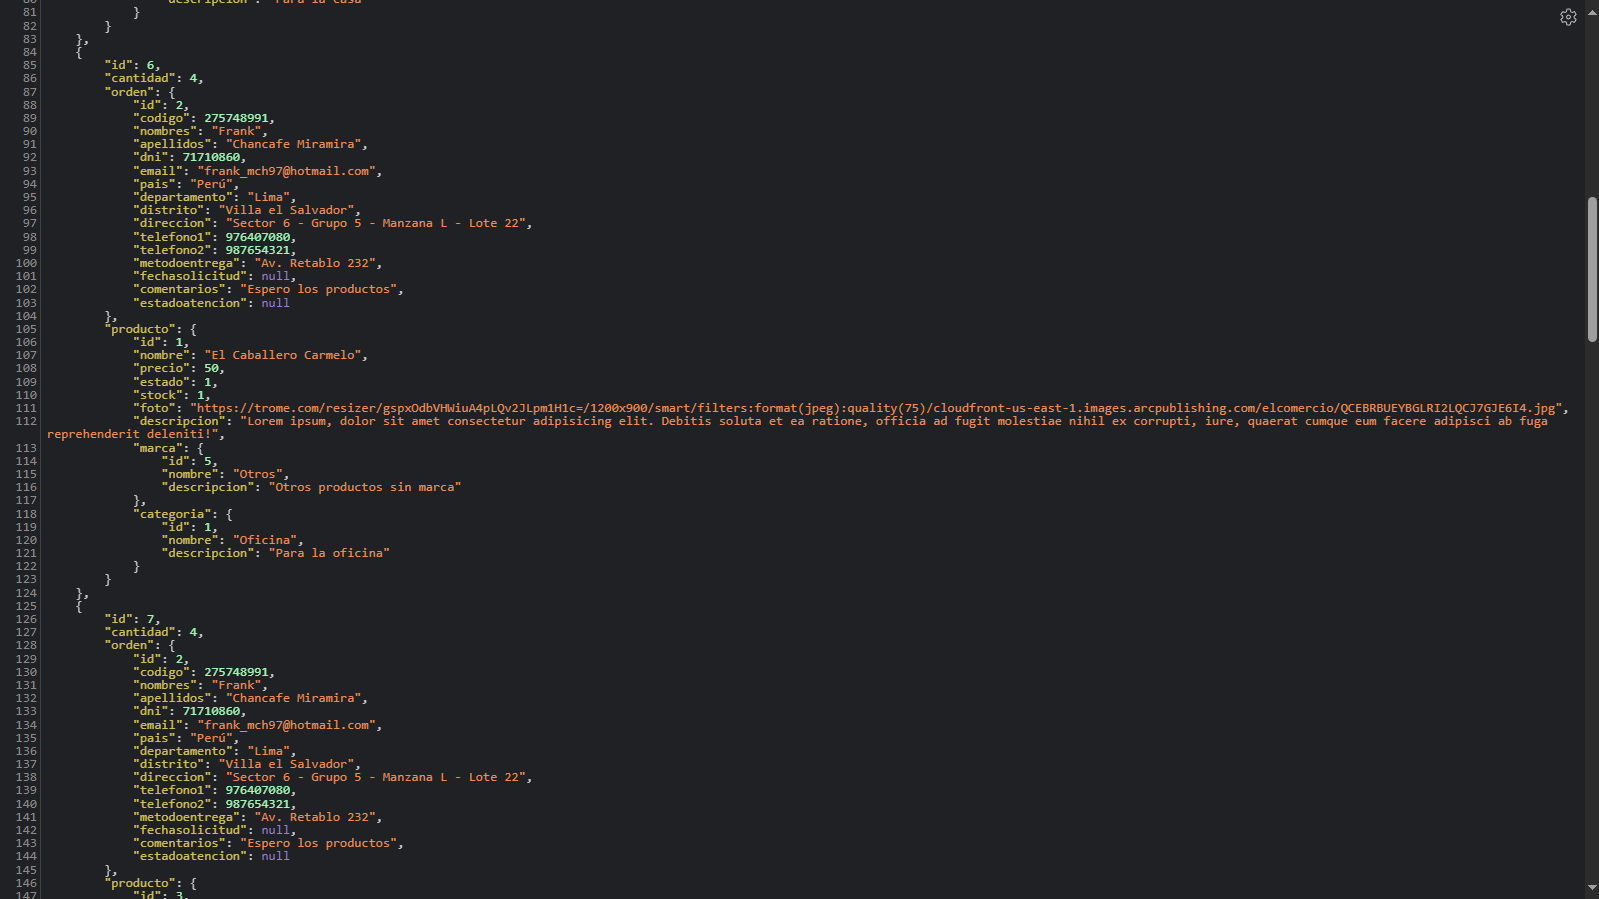 80 "descripcion": "Para la casa"
81 }
82 }
83 },
84 {
85 "id": 6,
86 "cantidad": 4,
87 "orden": {
88 "id": 2,
89 "codigo": 275748991,
90 "nombres": "Frank",
91 "apellidos": "Chancafe Miramira",
92 "dni": 71710860,
93 "email": "frank_mch97@hotmail.com",
94 "pais": "Perú",
95 "departamento": "Lima",
96 "distrito": "Villa el Salvador",
97 "direccion": "Sector 6 - Grupo 5 - Manzana L - Lote 22",
98 "telefono1": 976407080,
99 "telefono2": 987654321,
100 "metodoentrega": "Av. Retablo 232",
101 "fechasolicitud": null,
102 "comentarios": "Espero los productos",
103 "estadoatencion": null
104 },
105 "producto": {
106 "id": 1,
107 "nombre": "El Caballero Carmelo",
108 "precio": 50,
109 "estado": 1,
110 "stock": 1,
111 "foto": "https://trome.com/resizer/gspxOdbVHWiuA4pLQv2JLpm1H1c=/1200x900/smart/filters:format(jpeg):quality(75)/cloudfront-us-east-1.images.arcpublishing.com/elcomercio/QCEBRBUEYBGLRI2LQCJ7GJE6I4.jpg",
112 "descripcion": "Lorem ipsum, dolor sit amet consectetur adipisicing elit. Debitis soluta et ea ratione, officia ad fugit molestiae nihil ex corrupti, iure, quaerat cumque eum facere adipisci ab fuga
reprehenderit deleniti!",
113 "marca": {
114 "id": 5,
115 "nombre": "Otros",
116 "descripcion": "Otros productos sin marca"
117 },
118 "categoria": {
119 "id": 1,
120 "nombre": "Oficina",
121 "descripcion": "Para la oficina"
122 }
123 }
124 },
125 {
126 "id": 7,
127 "cantidad": 4,
128 "orden": {
129 "id": 2,
130 "codigo": 275748991,
131 "nombres": "Frank",
132 "apellidos": "Chancafe Miramira",
133 "dni": 71710860,
134 "email": "frank_mch97@hotmail.com",
135 "pais": "Perú",
136 "departamento": "Lima",
137 "distrito": "Villa el Salvador",
138 "direccion": "Sector 6 - Grupo 5 - Manzana L - Lote 22",
139 "telefono1": 976407080,
140 "telefono2": 987654321,
141 "metodoentrega": "Av. Retablo 232",
142 "fechasolicitud": null,
143 "comentarios": "Espero los productos",
144 "estadoatencion": null
145 },
146 "producto": {
147 "id": 3,